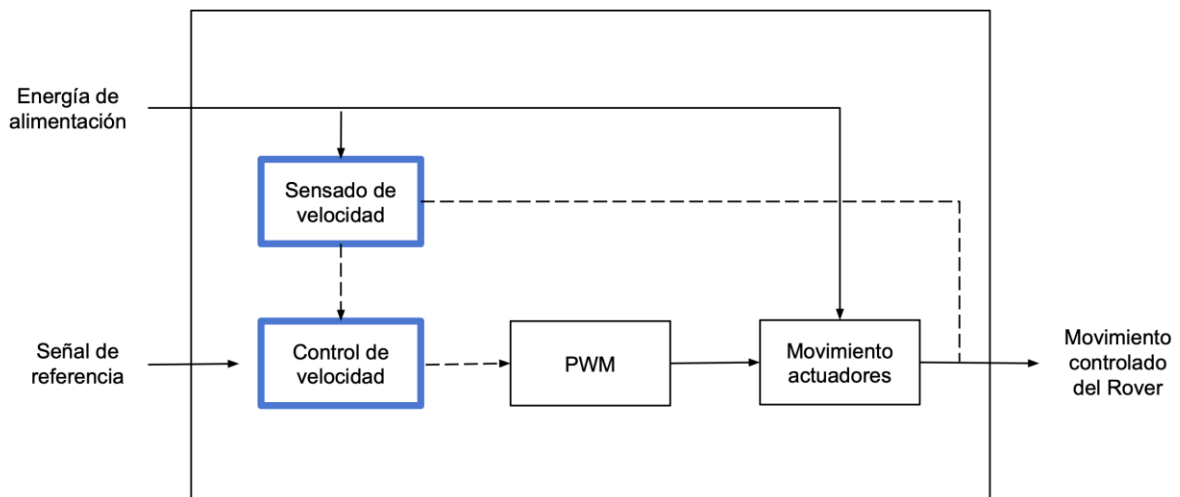 Energía de
alimentación
Sensado de
velocidad
Señal de
referencia
Control de
velocidad
PWM
Movimiento
actuadores
Movimiento
controlado
del Rover